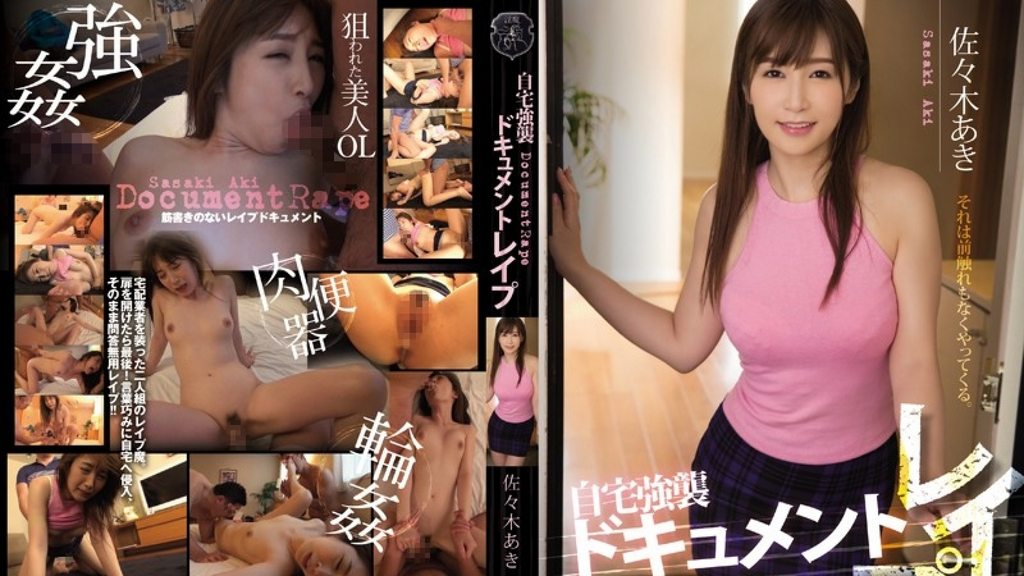 強姦
狙われた美人OL
Sasaki Aki
Document Rape
筋書きのないレイプドキュメント
肉便器
宅配業者を装った二人組のレイプ魔、
扉を開けたら最後!言葉巧みに自宅へ侵入、
そのまま問答無用レイプ!!
輪姦
自宅強襲
Document Rape
ドキュメントレイプ
佐々木あき
佐々木あき
Sasaki Aki
それは前触れもなくやってくる。
自宅強襲
ドキュメントレイ